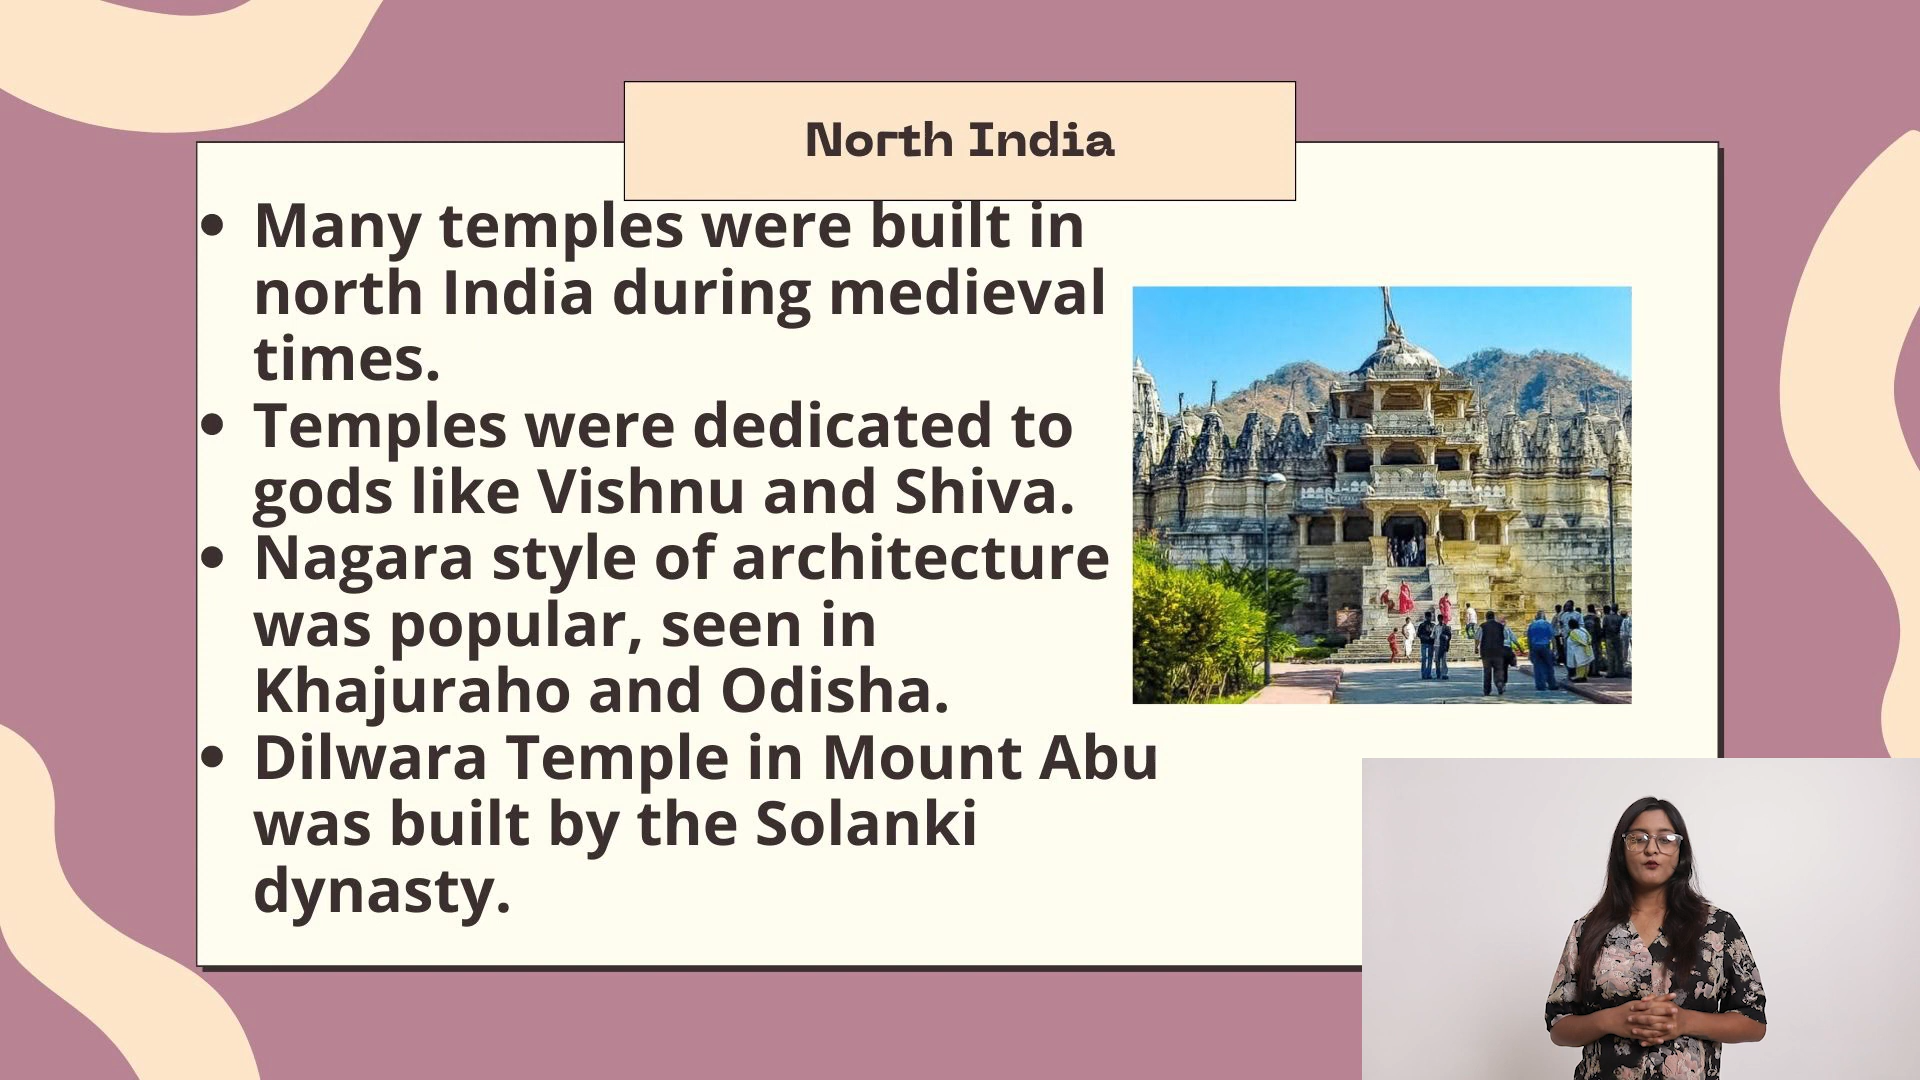 North India
• Many temples were built in
north India during medieval
times.
• Temples were dedicated to
gods like Vishnu and Shiva.
• Nagara style of architecture
was popular, seen in
Khajuraho and Odisha.
• Dilwara Temple in Mount Abu
was built by the Solanki
dynasty.